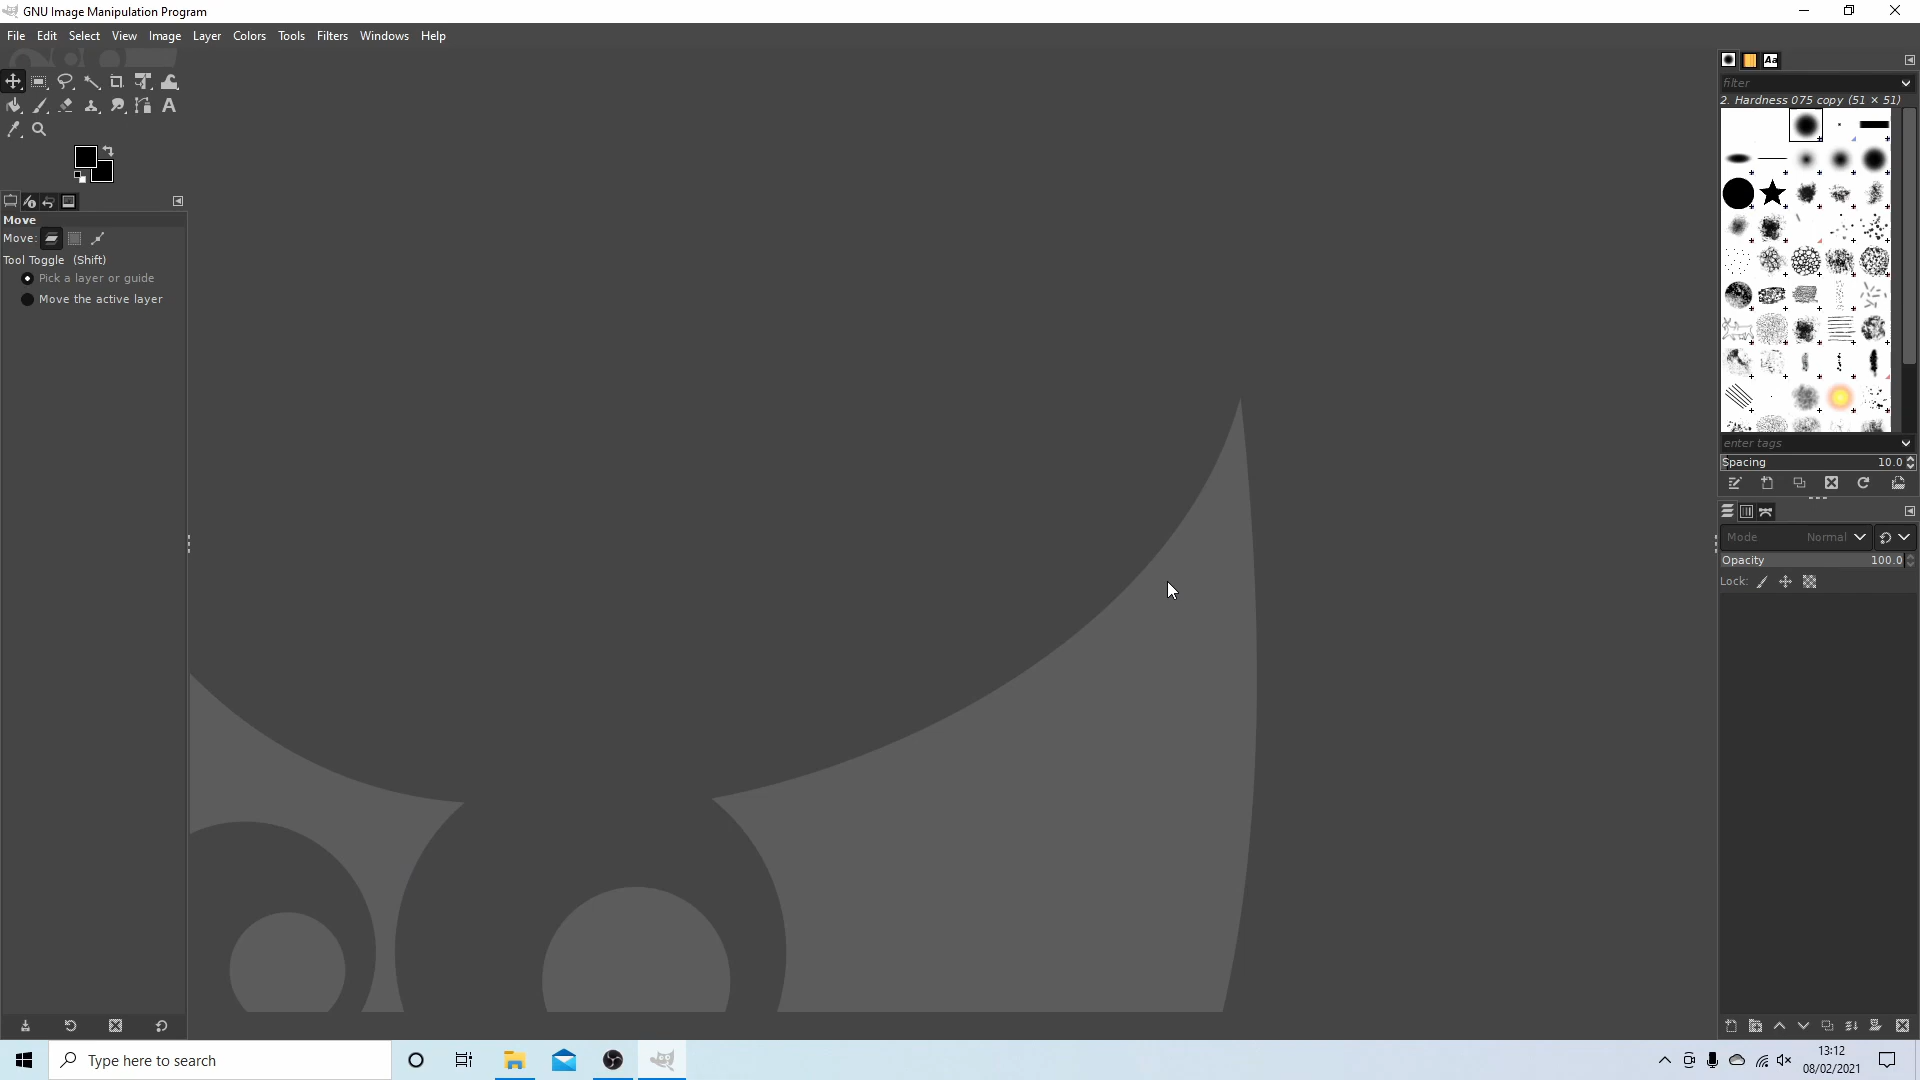 GNU Image Manipulation Program
File Edit Select View Image Layer Colors Tools Filters Windows Help
Aa
filter
2. Hardness 075 copy (51 × 51)
A
Move
Move:
Tool Toggle (Shift)
Pick a layer or guide
Move the active layer
enter tags
Spacing 10.0
Mode Normal
Opacity 100.0
Lock:
Type here to search
13:12
08/02/2021